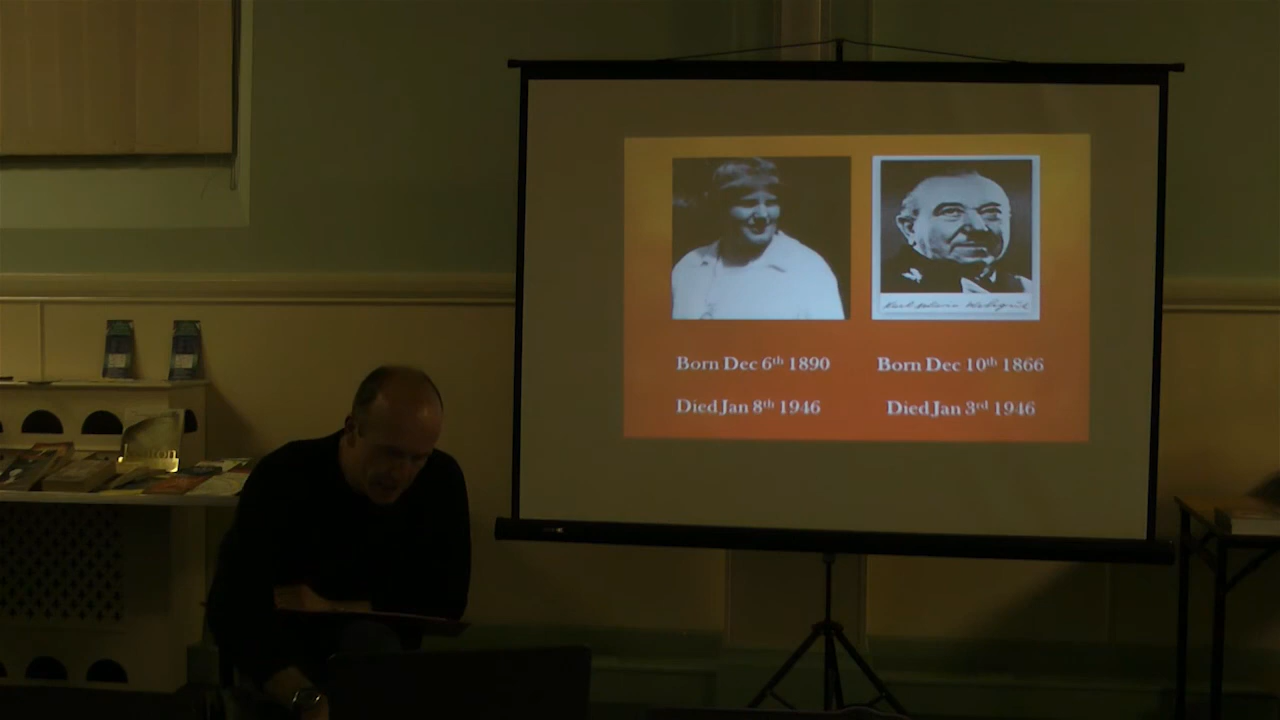 Born Dec 6th 1890
Died Jan 8th 1946
Born Dec 10th 1866
Died Jan 3rd 1946